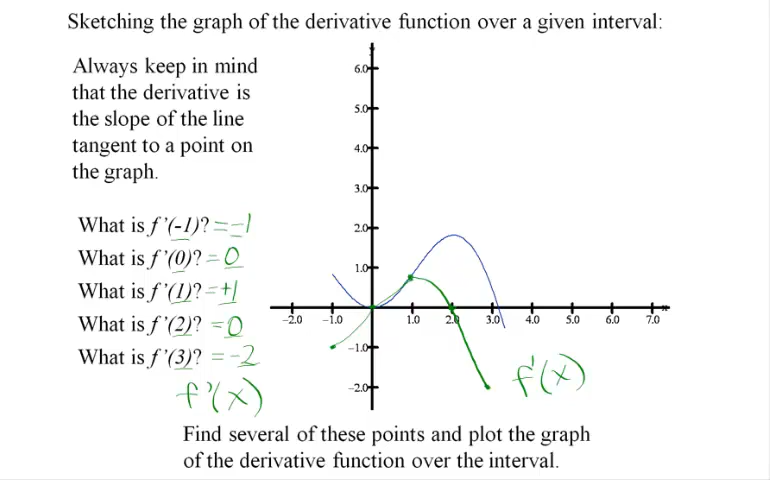 Sketching the graph of the derivative function over a given interval:
Always keep in mind
that the derivative is
the slope of the line
tangent to a point on
the graph.
What is f '(-1)? = -1
What is f '(0)? = 0
What is f '(1)? = +1
What is f '(2)? = 0
What is f '(3)? = -2
f'(x)
6.0
5.0
4.0
3.0
2.0
1.0
-2.0 -1.0 1.0 2.0 3.0 4.0 5.0 6.0 7.0
-1.0
-2.0
f'(x)
Find several of these points and plot the graph
of the derivative function over the interval.